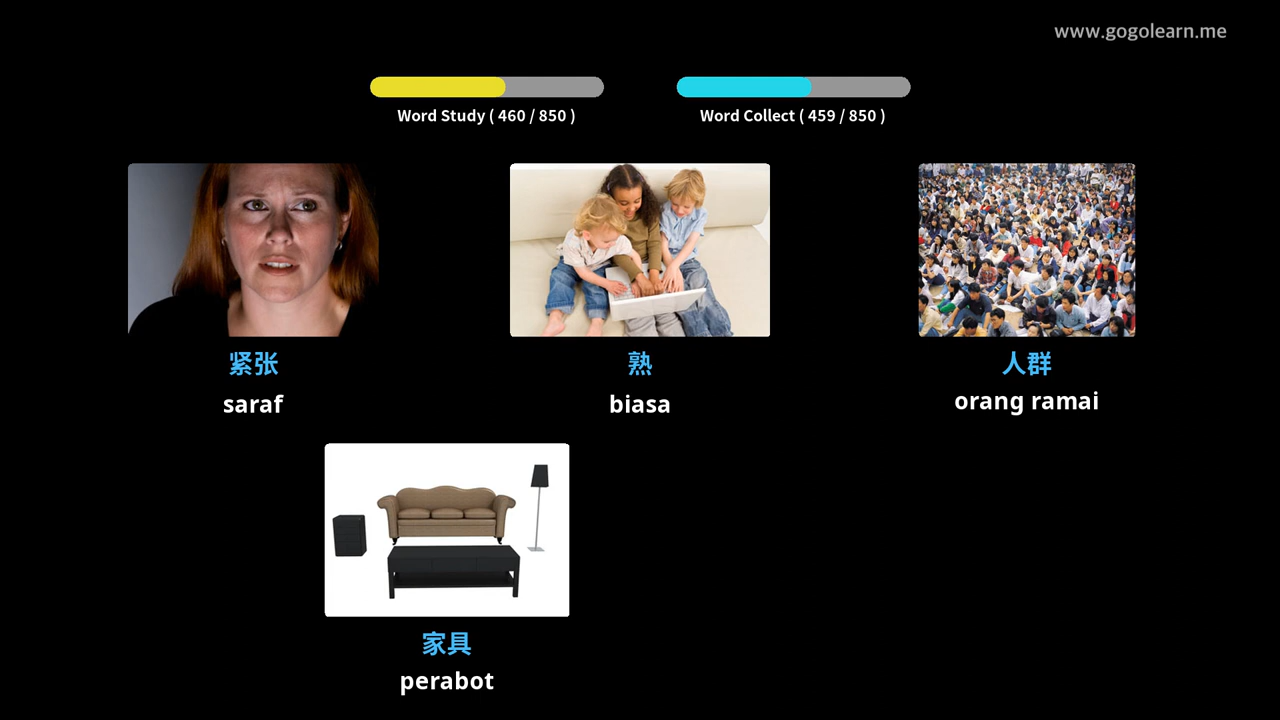 www.gogolearn.me
Word Study ( 460 / 850 )
Word Collect ( 459 / 850 )
紧张
saraf
熟
biasa
人群
orang ramai
家具
perabot